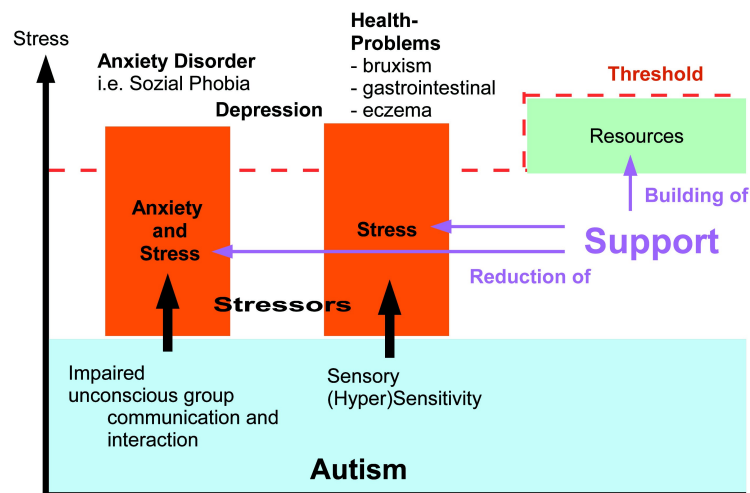 Stress
Anxiety Disorder
i.e. Sozial Phobia
Depression
Health-
Problems
- bruxism
- gastrointestinal
- eczema
Threshold
Resources
Building of
Support
Reduction of
Anxiety
and
Stress
Stress
Stressors
Impaired
unconscious group
communication and
interaction
Sensory
(Hyper)Sensitivity
Autism